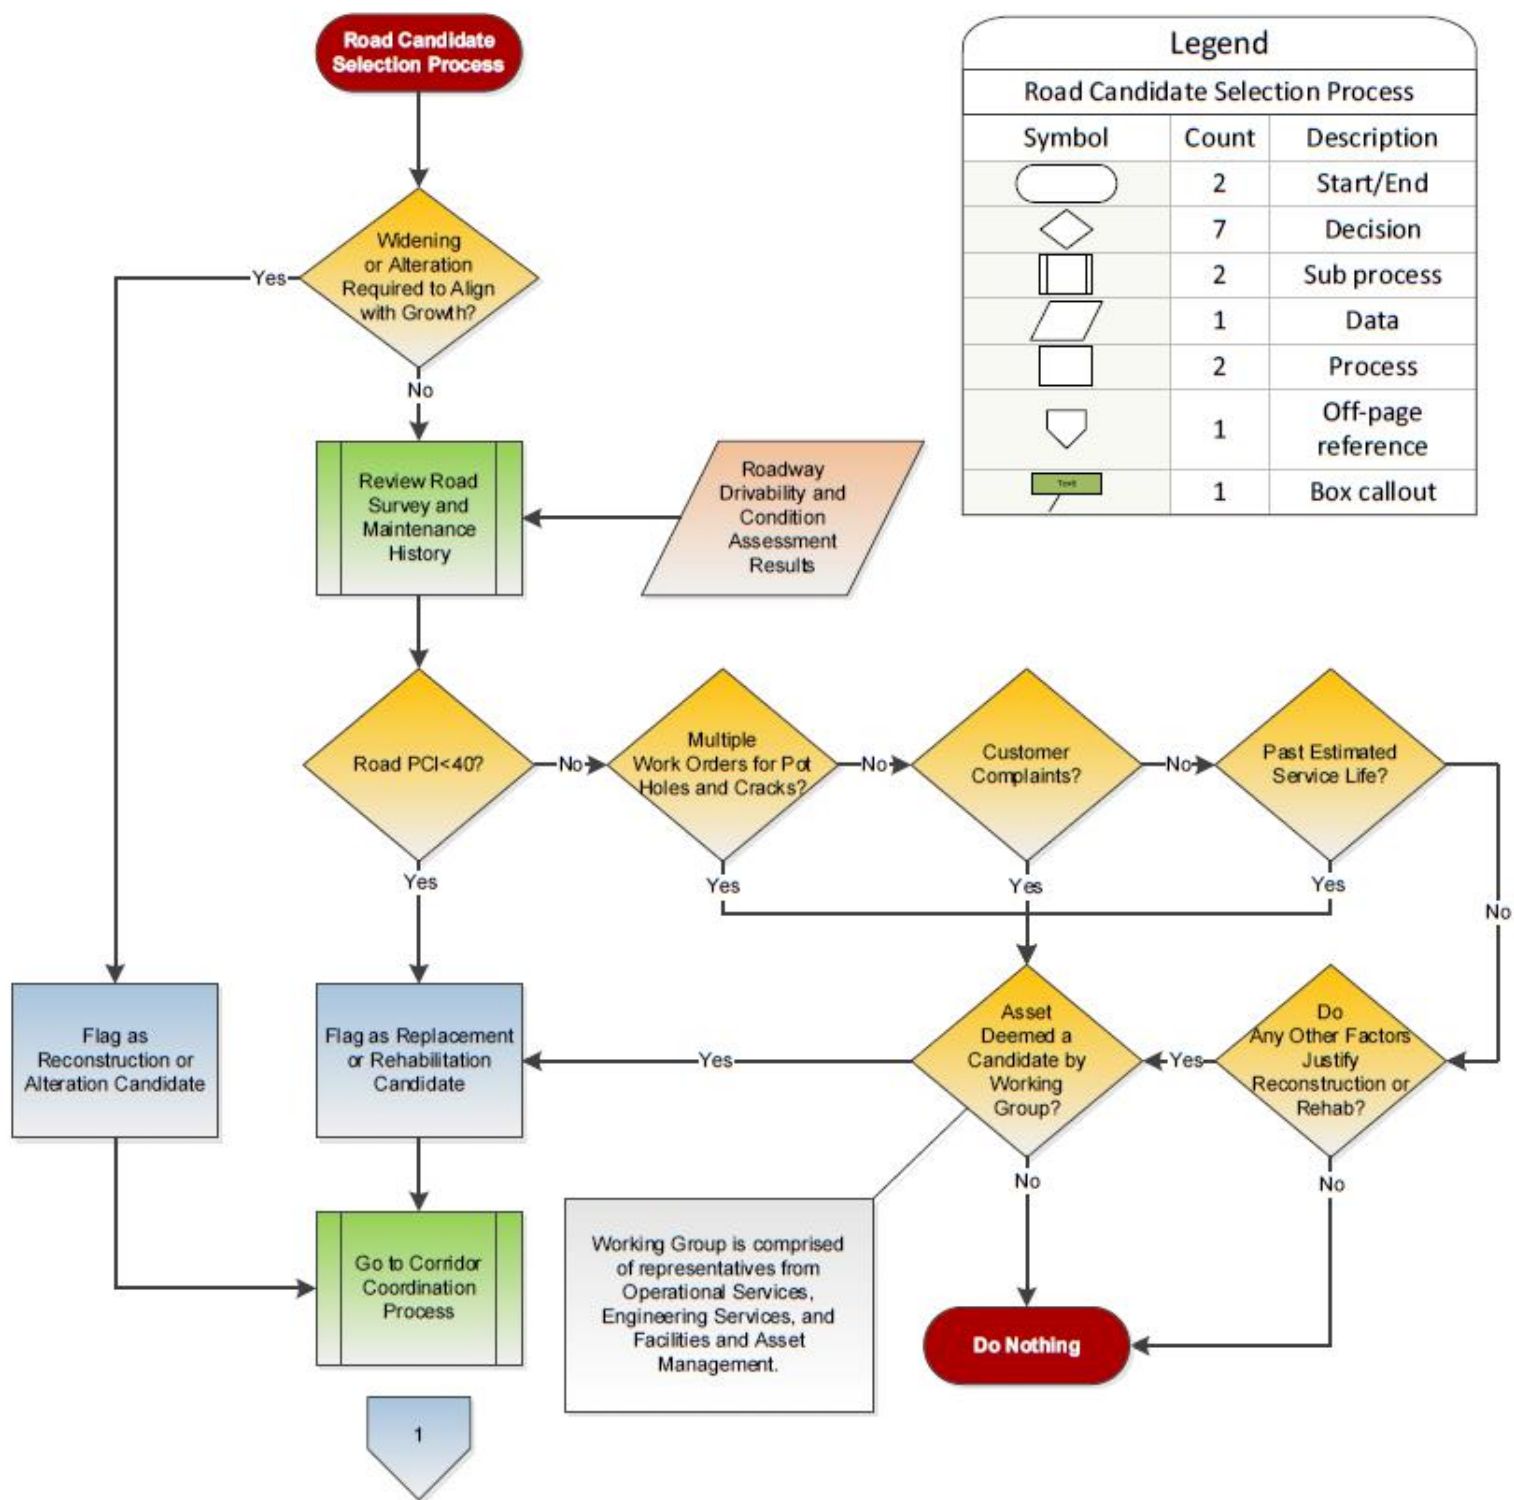 Road Candidate
Selection Process
Legend
Road Candidate Selection Process
Symbol Count Description
2 Start/End
7 Decision
2 Sub process
1 Data
2 Process
1 Off-page
reference
Text 1 Box callout
Widening
or Alteration
Required to Align
with Growth?
Yes
No
Review Road
Survey and
Maintenance
History
Roadway
Drivability and
Condition
Assessment
Results
Road PCI<40?
No
Multiple
Work Orders for Pot
Holes and Cracks?
No
Customer
Complaints?
No
Past Estimated
Service Life?
Yes
Yes
Yes
Yes
No
Flag as
Reconstruction or
Alteration Candidate
Flag as Replacement
or Rehabilitation
Candidate
Yes
Asset
Deemed a
Candidate by
Working
Group?
Yes
Do
Any Other Factors
Justify
Reconstruction or
Rehab?
No
No
Go to Corridor
Coordination
Process
Working Group is comprised
of representatives from
Operational Services,
Engineering Services, and
Facilities and Asset
Management.
Do Nothing
1